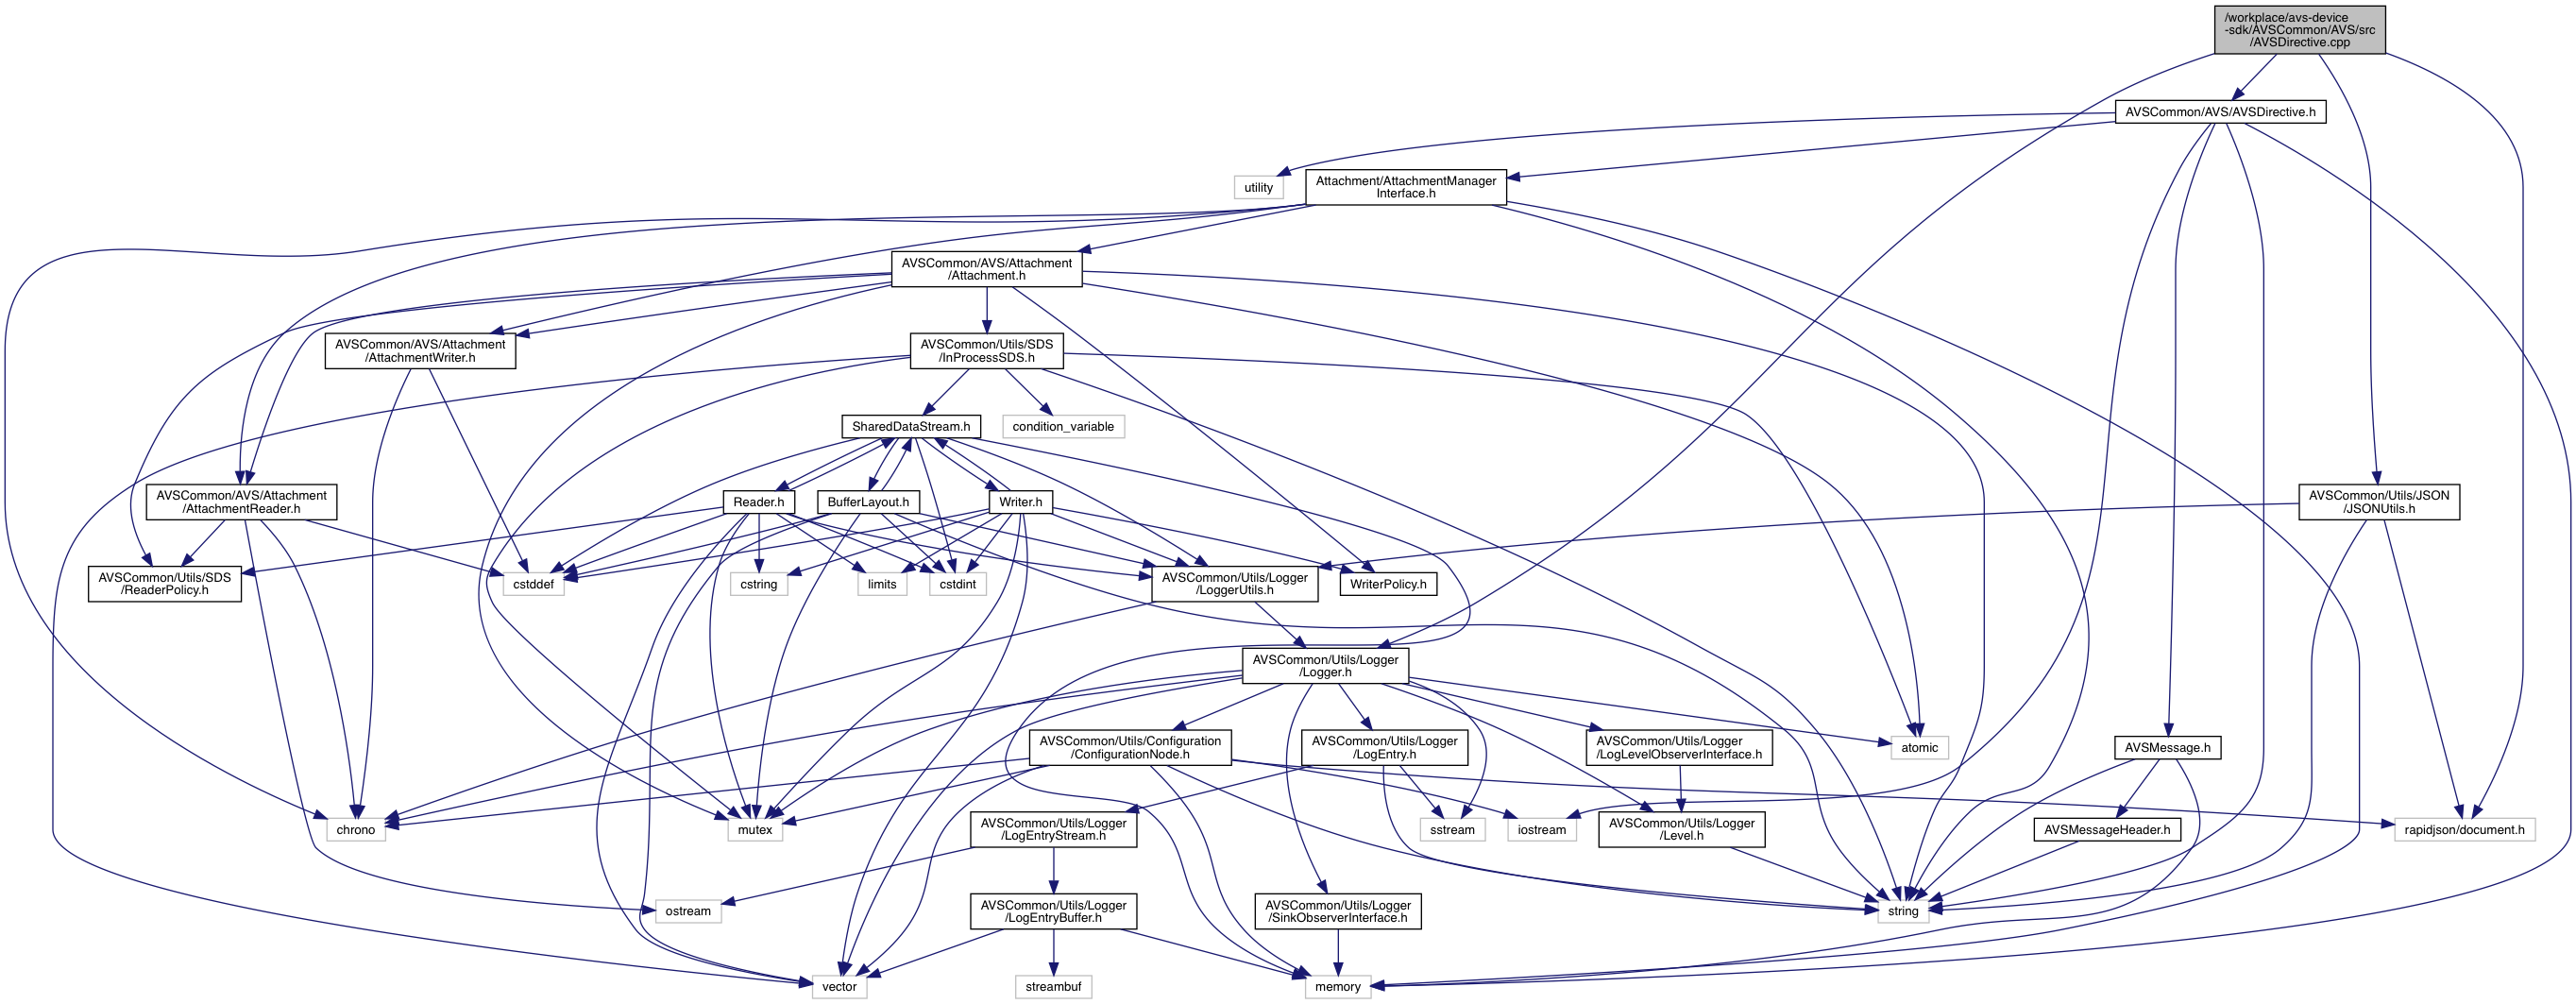 /workplace/avs-device
-sdk/AVSCommon/AVS/src
/AVSDirective.cpp
AVSCommon/AVS/AVSDirective.h
utility
Attachment/AttachmentManager
Interface.h
AVSCommon/AVS/Attachment
/Attachment.h
AVSCommon/AVS/Attachment
/AttachmentWriter.h
AVSCommon/Utils/SDS
/InProcessSDS.h
SharedDataStream.h
condition_variable
AVSCommon/AVS/Attachment
/AttachmentReader.h
Reader.h
BufferLayout.h
Writer.h
AVSCommon/Utils/JSON
/JSONUtils.h
AVSCommon/Utils/SDS
/ReaderPolicy.h
cstddef
cstring
limits
cstdint
AVSCommon/Utils/Logger
/LoggerUtils.h
WriterPolicy.h
AVSCommon/Utils/Logger
/Logger.h
AVSCommon/Utils/Configuration
/ConfigurationNode.h
AVSCommon/Utils/Logger
/LogEntry.h
AVSCommon/Utils/Logger
/LogLevelObserverInterface.h
atomic
AVSMessage.h
chrono
mutex
AVSCommon/Utils/Logger
/LogEntryStream.h
sstream
iostream
AVSCommon/Utils/Logger
/Level.h
AVSMessageHeader.h
rapidjson/document.h
ostream
AVSCommon/Utils/Logger
/LogEntryBuffer.h
AVSCommon/Utils/Logger
/SinkObserverInterface.h
string
vector
streambuf
memory